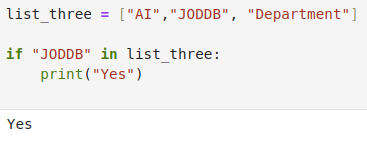 list_three = ["AI","JODDB", "Department"]
if "JODDB" in list_three:
    print("Yes")
Yes